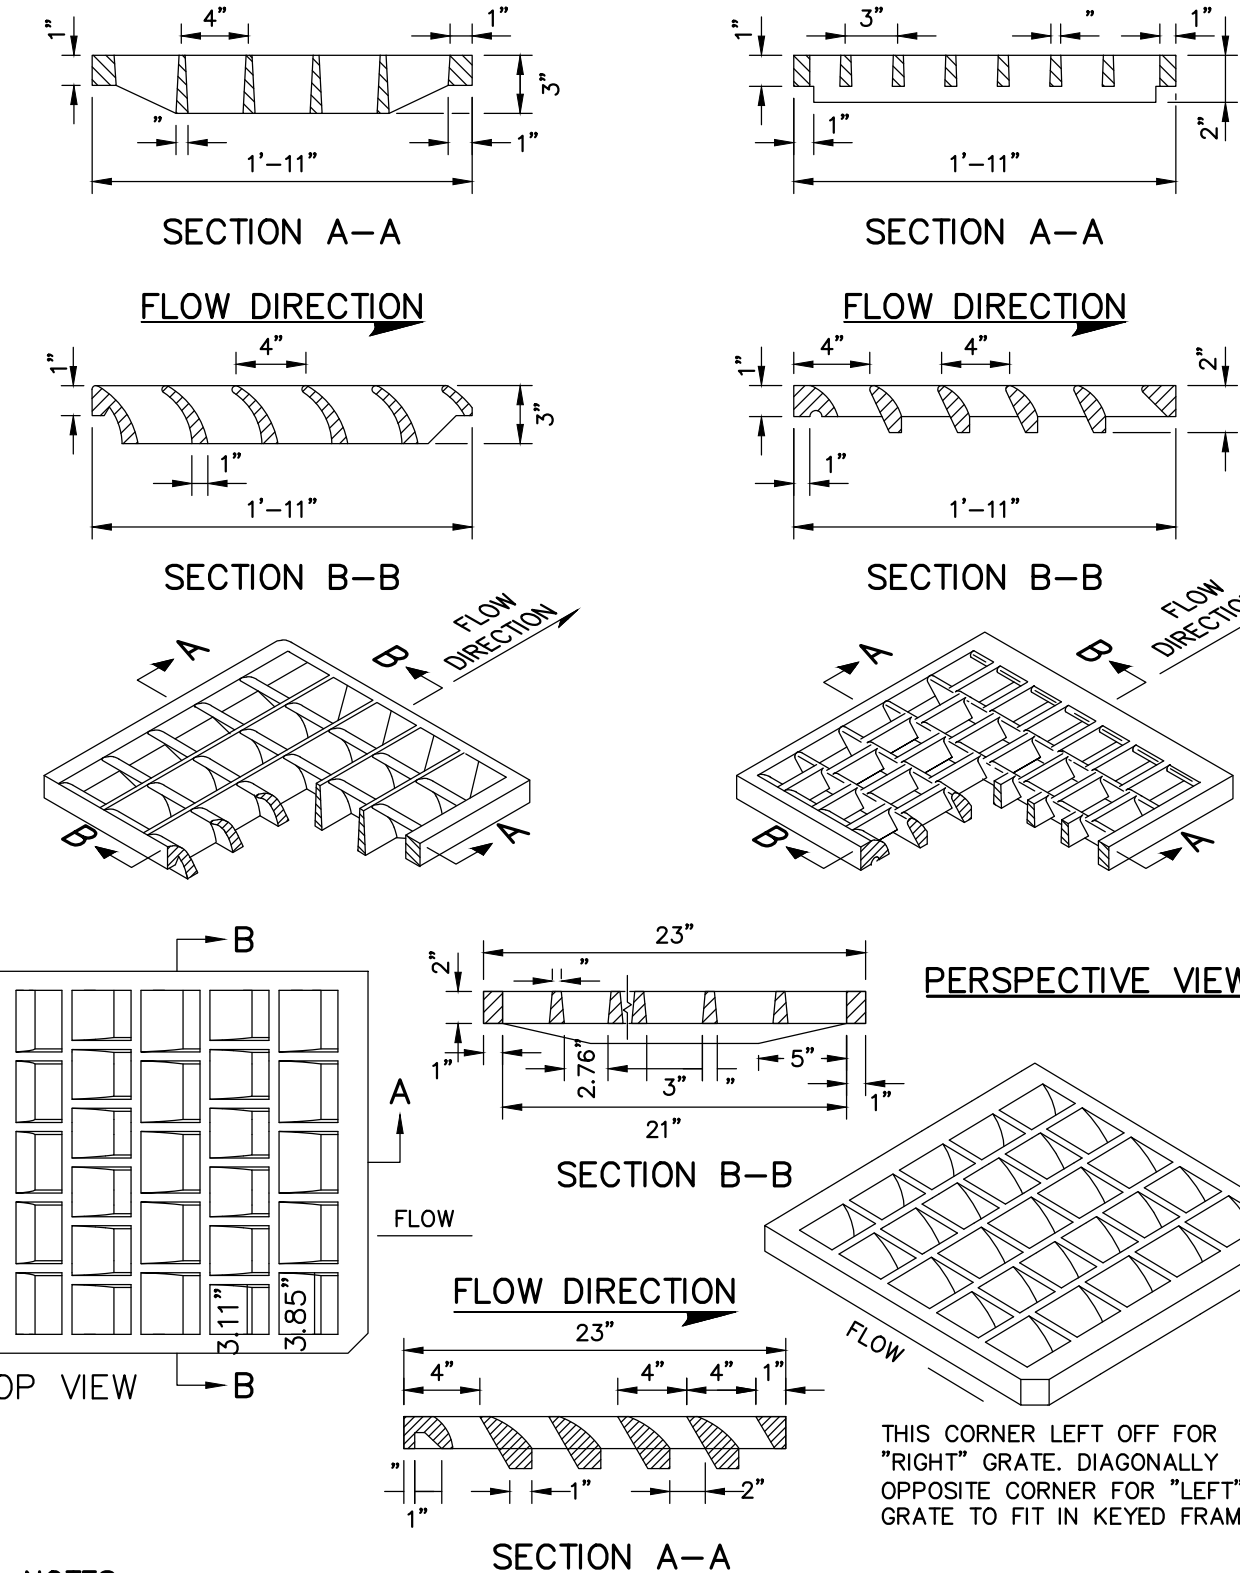 4"
1"
1"
3"
"
1"
1'-11"
SECTION A-A
3"
"
1"
1"
2"
1"
1'-11"
SECTION A-A
FLOW DIRECTION
4"
1"
3"
1"
1'-11"
SECTION B-B
FLOW DIRECTION
4"
4"
1"
2"
1"
1'-11"
SECTION B-B
A
B
FLOW
DIRECTION
B
A
A
B
FLOW
B
A
B
A
FLOW
3.11"
3.85"
OP VIEW
B
23"
2"
"
1"
2.76"
3"
"
5"
1"
21"
SECTION B-B
PERSPECTIVE VIEW
FLOW
FLOW DIRECTION
23"
4"
4"
4"
1"
"
1"
1"
2"
SECTION A-A
THIS CORNER LEFT OFF FOR
"RIGHT" GRATE. DIAGONALLY
OPPOSITE CORNER FOR "LEFT"
GRATE TO FIT IN KEYED FRAM